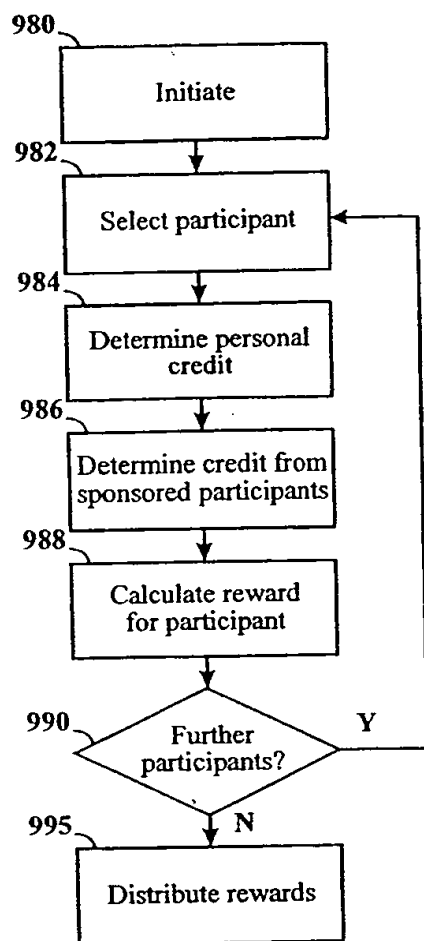 980
Initiate
982
Select participant
984
Determine personal
credit
986
Determine credit from
sponsored participants
988
Calculate reward
for participant
990
Further
participants?
Y
N
995
Distribute rewards